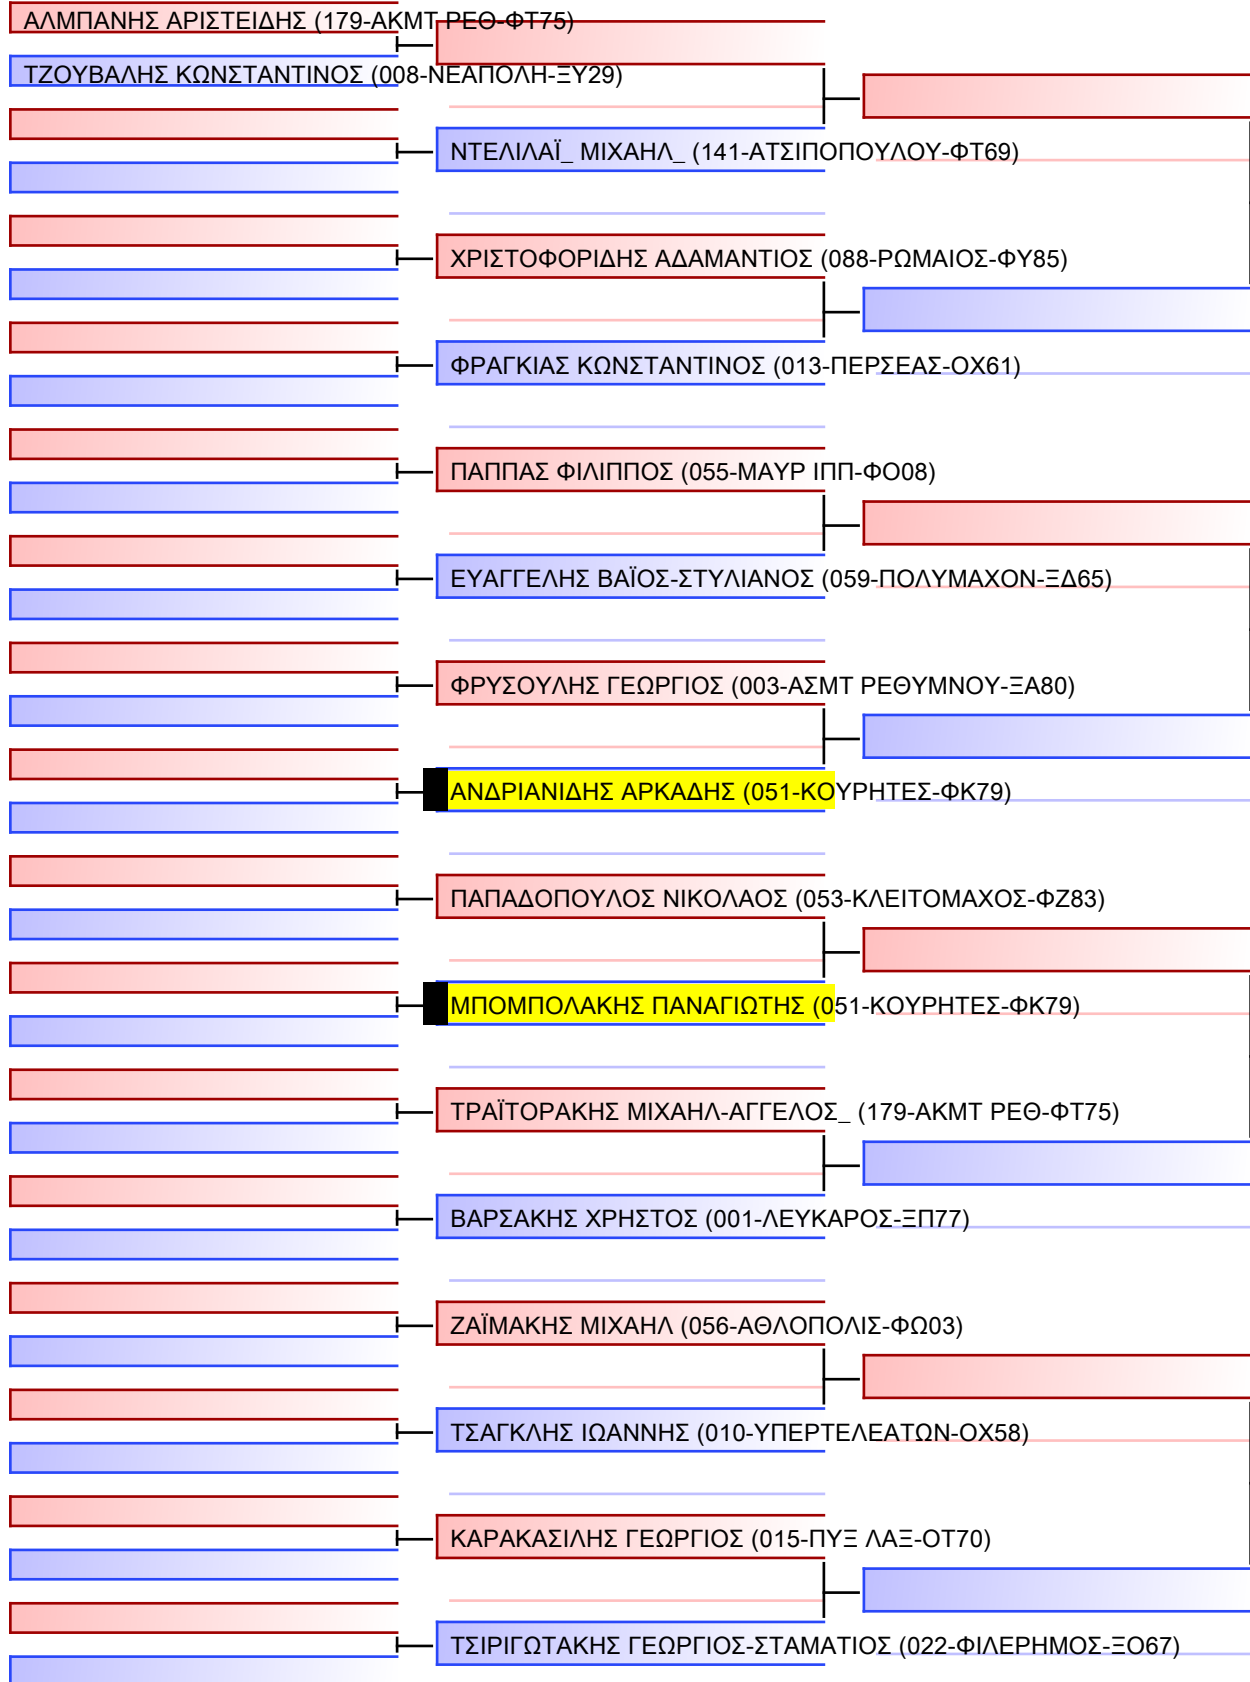 ΑΛΜΠΑΝΗΣ ΑΡΙΣΤΕΙΔΗΣ (179-ΑΚΜΤ ΡΕΘ-ΦΤ75)
ΤΖΟΥΒΑΛΗΣ ΚΩΝΣΤΑΝΤΙΝΟΣ (008-ΝΕΑΠΟΛΗ-ΞΥ29)
ΝΤΕΛΙΛΑΪ_ ΜΙΧΑΗΛ_ (141-ΑΤΣΙΠΟΠΟΥΛΟΥ-ΦΤ69)
ΧΡΙΣΤΟΦΟΡΙΔΗΣ ΑΔΑΜΑΝΤΙΟΣ (088-ΡΩΜΑΙΟΣ-ΦΥ85)
ΦΡΑΓΚΙΑΣ ΚΩΝΣΤΑΝΤΙΝΟΣ (013-ΠΕΡΣΕΑΣ-ΟΧ61)
ΠΑΠΠΑΣ ΦΙΛΙΠΠΟΣ (055-ΜΑΥΡ ΙΠΠ-ΦΟ08)
ΕΥΑΓΓΕΛΗΣ ΒΑΪΟΣ-ΣΤΥΛΙΑΝΟΣ (059-ΠΟΛΥΜΑΧΟΝ-ΞΔ65)
ΦΡΥΣΟΥΛΗΣ ΓΕΩΡΓΙΟΣ (003-ΑΣΜΤ ΡΕΘΥΜΝΟΥ-ΞΑ80)
ΑΝΔΡΙΑΝΙΔΗΣ ΑΡΚΑΔΗΣ (051-ΚΟΥΡΗΤΕΣ-ΦΚ79)
ΠΑΠΑΔΟΠΟΥΛΟΣ ΝΙΚΟΛΑΟΣ (053-ΚΛΕΙΤΟΜΑΧΟΣ-ΦΖ83)
ΜΠΟΜΠΟΛΑΚΗΣ ΠΑΝΑΓΙΩΤΗΣ (051-ΚΟΥΡΗΤΕΣ-ΦΚ79)
ΤΡΑΪΤΟΡΑΚΗΣ ΜΙΧΑΗΛ-ΑΓΓΕΛΟΣ_ (179-ΑΚΜΤ ΡΕΘ-ΦΤ75)
ΒΑΡΣΑΚΗΣ ΧΡΗΣΤΟΣ (001-ΛΕΥΚΑΡΟΣ-ΞΠ77)
ΖΑΪΜΑΚΗΣ ΜΙΧΑΗΛ (056-ΑΘΛΟΠΟΛΙΣ-ΦΩ03)
ΤΣΑΓΚΛΗΣ ΙΩΑΝΝΗΣ (010-ΥΠΕΡΤΕΛΕΑΤΩΝ-ΟΧ58)
ΚΑΡΑΚΑΣΙΛΗΣ ΓΕΩΡΓΙΟΣ (015-ΠΥΞ ΛΑΞ-ΟΤ70)
ΤΣΙΡΙΓΩΤΑΚΗΣ ΓΕΩΡΓΙΟΣ-ΣΤΑΜΑΤΙΟΣ (022-ΦΙΛΕΡΗΜΟΣ-ΞΟ67)